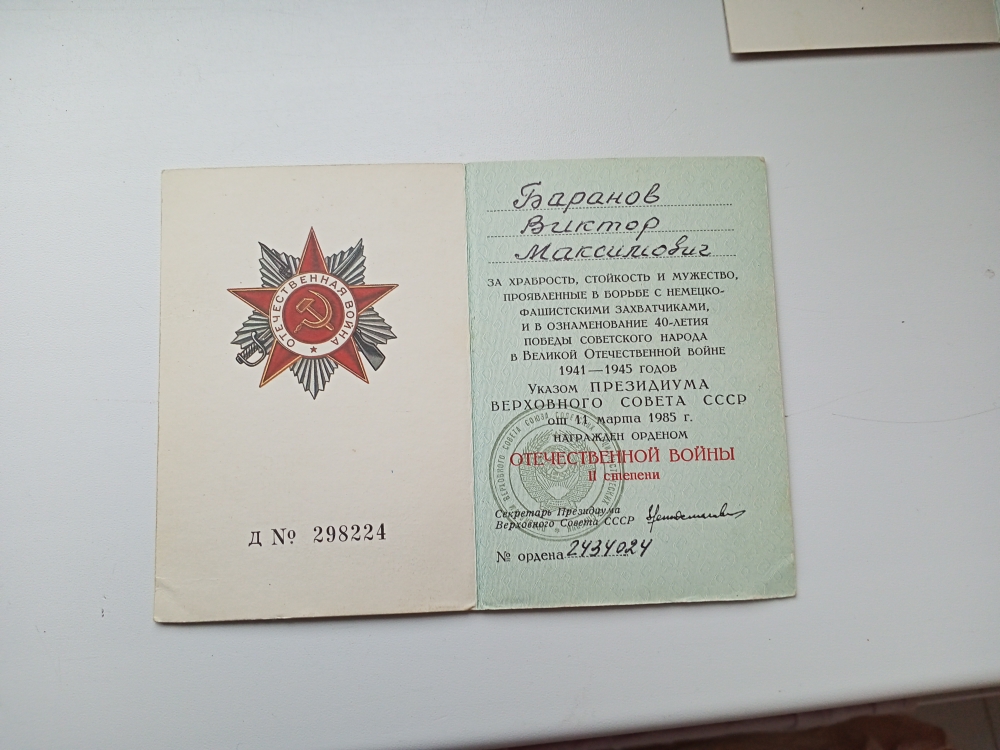 ОТЕЧЕСТВЕННАЯ ВОЙНА
Д № 298224
Баранов
Виктор
Максимович
ЗА ХРАБРОСТЬ, СТОЙКОСТЬ И МУЖЕСТВО,
ПРОЯВЛЕННЫЕ В БОРЬБЕ С НЕМЕЦКО-
ФАШИСТСКИМИ ЗАХВАТЧИКАМИ,
И В ОЗНАМЕНОВАНИЕ 40-ЛЕТИЯ
ПОБЕДЫ СОВЕТСКОГО НАРОДА
В ВЕЛИКОЙ ОТЕЧЕСТВЕННОЙ ВОЙНЕ
1941—1945 ГОДОВ
УКАЗОМ ПРЕЗИДИУМА
ВЕРХОВНОГО СОВЕТА СССР
от 11 марта 1985 г.
НАГРАЖДЕН ОРДЕНОМ
ОТЕЧЕСТВЕННОЙ ВОЙНЫ
II степени
Секретарь Президиума
Верховного Совета СССР
№ ордена 2434024